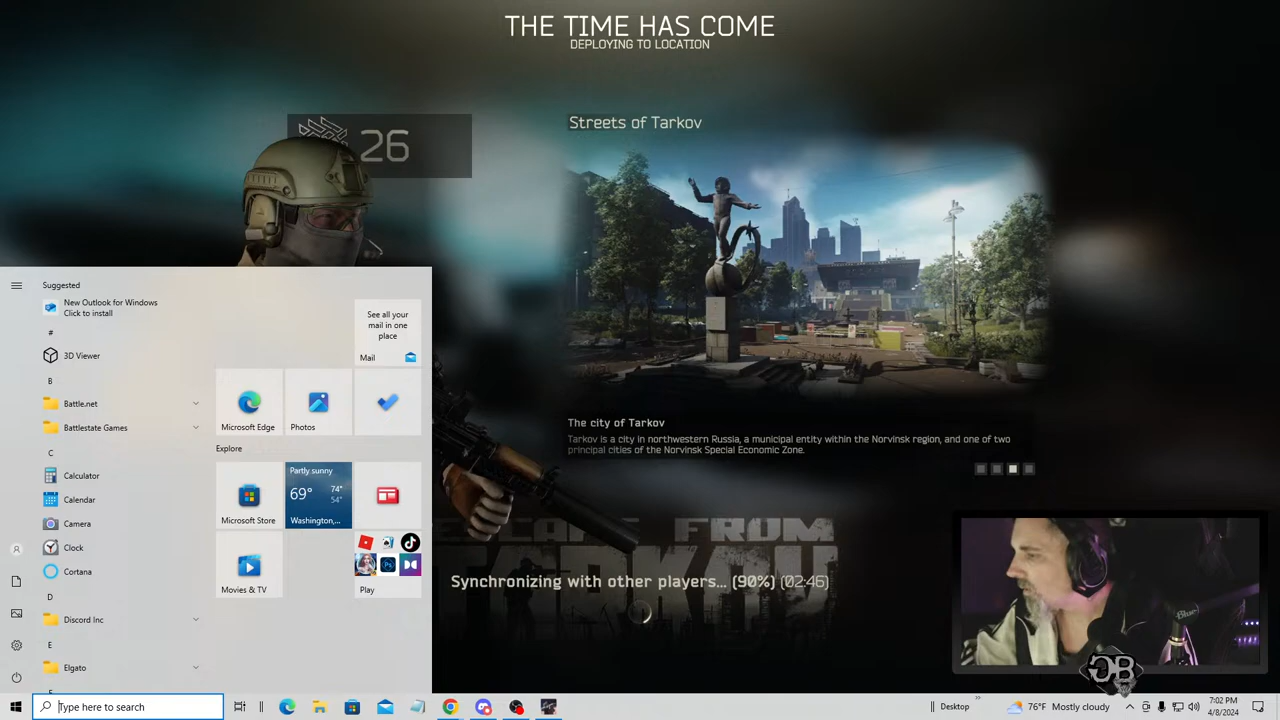 THE TIME HAS COME
DEPLOYING TO LOCATION
26
Streets of Tarkov
The city of Tarkov
Tarkov is a city in northwestern Russia, a municipal entity within the Norvinsk region, and one of two
principal cities of the Norvinsk Special Economic Zone.
ESCAPE FROM
TARKOV
Synchronizing with other players... (90%) (02:46)
Suggested
New Outlook for Windows
Click to install
#
3D Viewer
B
Battle.net
Battlestate Games
C
Calculator
Calendar
Camera
Clock
Cortana
D
Discord Inc
E
Elgato
See all your
mail in one
place
Mail
Microsoft Edge
Photos
Explore
Microsoft Store
Partly sunny
69°
74°
54°
Washington,...
Movies & TV
Play
Blue
GB
Type here to search
Desktop
76°F Mostly cloudy
7:02 PM
4/8/2024